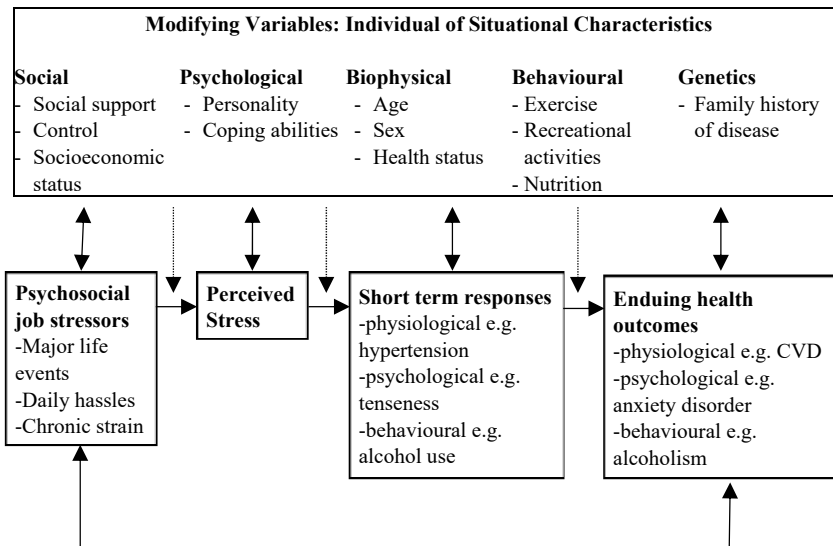 Modifying Variables: Individual of Situational Characteristics
Social
- Social support
- Control
- Socioeconomic
status
Psychological
- Personality
- Coping abilities
Biophysical
- Age
- Sex
- Health status
Behavioural
- Exercise
- Recreational
activities
- Nutrition
Genetics
- Family history
of disease
Psychosocial
job stressors
-Major life
events
-Daily hassles
-Chronic strain
Perceived
Stress
Short term responses
-physiological e.g.
hypertension
-psychological e.g.
tenseness
-behavioural e.g.
alcohol use
Enduing health
outcomes
-physiological e.g. CVD
-psychological e.g.
anxiety disorder
-behavioural e.g.
alcoholism